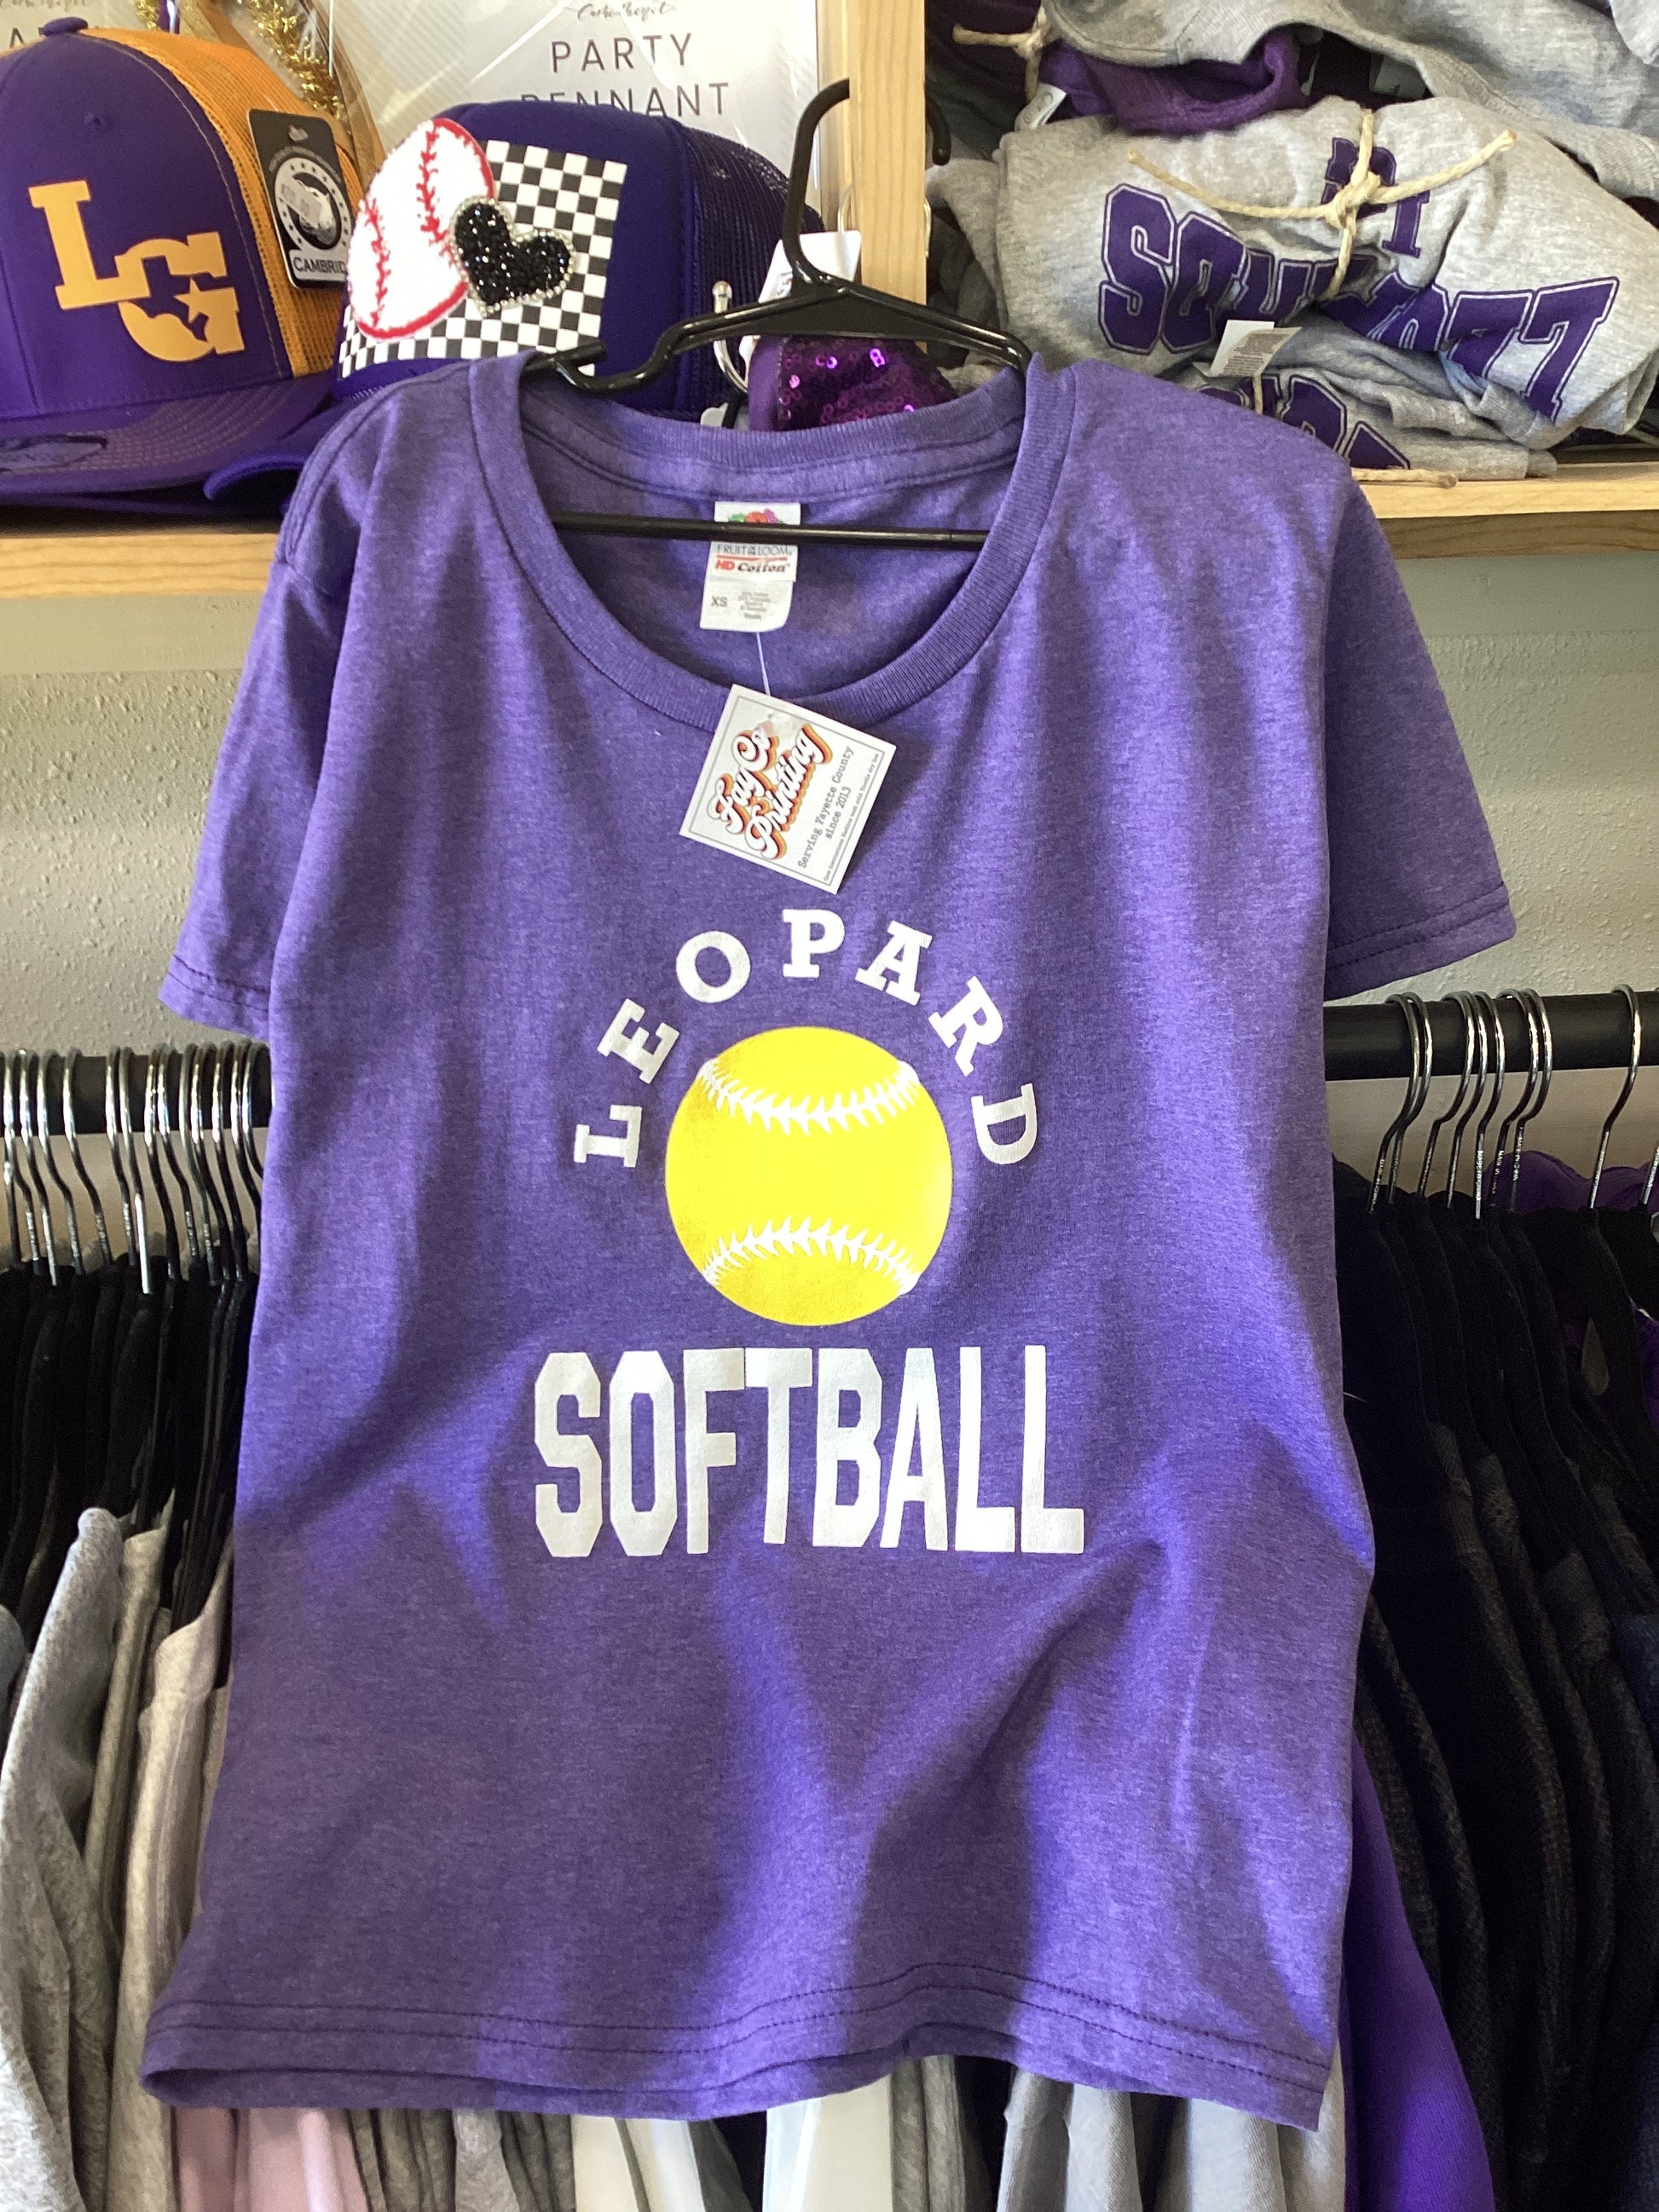 PARTY
PENNANT
LG
CAMBRID
FRUIT OF THE LOOM
HD Cotton™
XS
Fay Co
Printing
Serving Fayette County
since 2013
LEOPARD
SOFTBALL